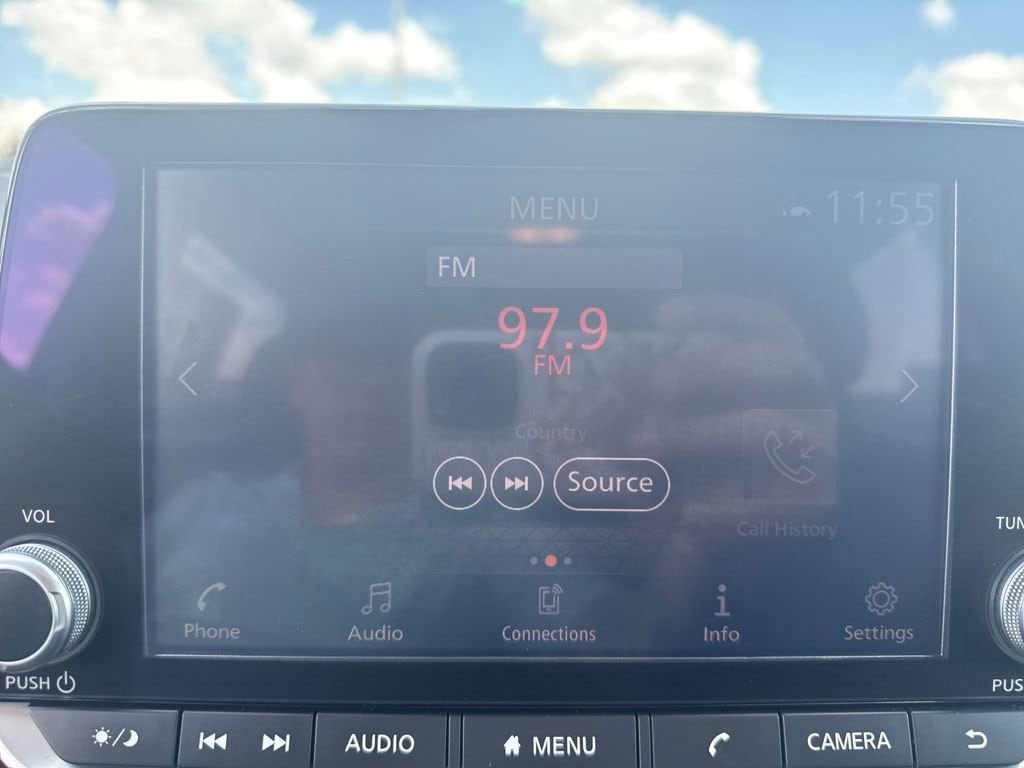 MENU
11:55
FM
97.9
FM
Country
Source
Call History
VOL
TUN
Phone
Audio
Connections
Info
Settings
PUSH
PUS
AUDIO
MENU
CAMERA